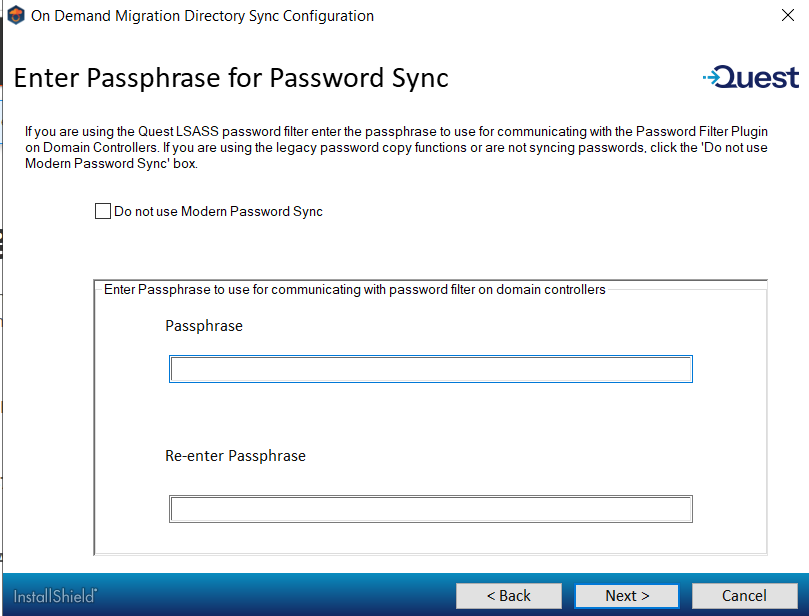 On Demand Migration Directory Sync Configuration
Enter Passphrase for Password Sync
Quest
If you are using the Quest LSASS password filter enter the passphrase to use for communicating with the Password Filter Plugin
on Domain Controllers. If you are using the legacy password copy functions or are not syncing passwords, click the 'Do not use
Modern Password Sync' box.
Do not use Modern Password Sync
Enter Passphrase to use for communicating with password filter on domain controllers
Passphrase
Re-enter Passphrase
InstallShield
< Back
Next >
Cancel